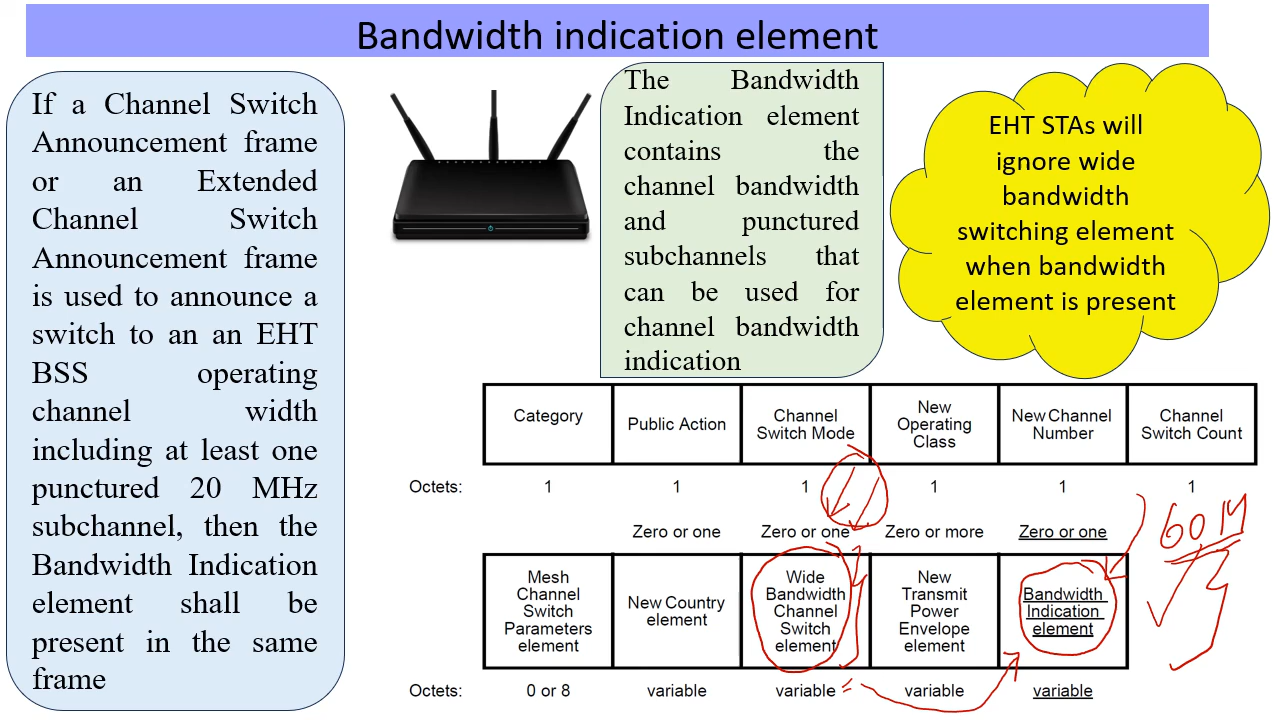 Bandwidth indication element
If a Channel Switch
Announcement frame
or an Extended
Channel Switch
Announcement frame
is used to announce a
switch to an an EHT
BSS operating
channel width
including at least one
punctured 20 MHz
subchannel, then the
Bandwidth Indication
element shall be
present in the same
frame
The Bandwidth
Indication element
contains the
channel bandwidth
and punctured
subchannels that
can be used for
channel bandwidth
indication
EHT STAs will
ignore wide
bandwidth
switching element
when bandwidth
element is present
Category
Public Action
Channel
Switch Mode
New
Operating
Class
New Channel
Number
Channel
Switch Count
Octets: 1 1 1 1 1 1
Zero or one Zero or one Zero or more Zero or one
Mesh
Channel
Switch
Parameters
element
New Country
element
Wide
Bandwidth
Channel
Switch
element
New
Transmit
Power
Envelope
element
Bandwidth
Indication
element
Octets: 0 or 8 variable variable variable variable